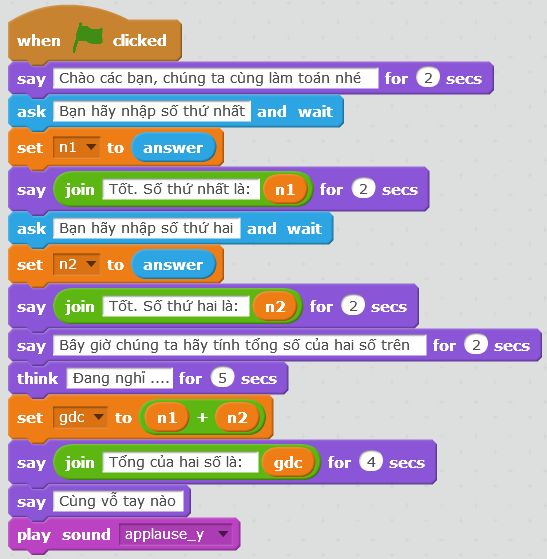 when clicked
say Chào các bạn, chúng ta cùng làm toán nhé for 2 secs
ask Bạn hãy nhập số thứ nhất and wait
set n1 to answer
say join Tốt. Số thứ nhất là: n1 for 2 secs
ask Bạn hãy nhập số thứ hai and wait
set n2 to answer
say join Tốt. Số thứ hai là: n2 for 2 secs
say Bây giờ chúng ta hãy tính tổng số của hai số trên for 2 secs
think Đang nghĩ .... for 5 secs
set gdc to n1 + n2
say join Tổng của hai số là: gdc for 4 secs
say Cùng vỗ tay nào
play sound applause_y